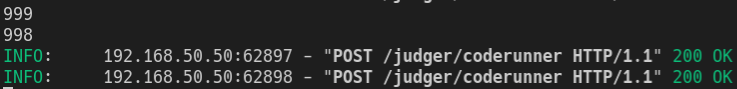 999
998
INFO:     192.168.50.50:62897 - "POST /judger/coderunner HTTP/1.1" 200 OK
INFO:     192.168.50.50:62898 - "POST /judger/coderunner HTTP/1.1" 200 OK